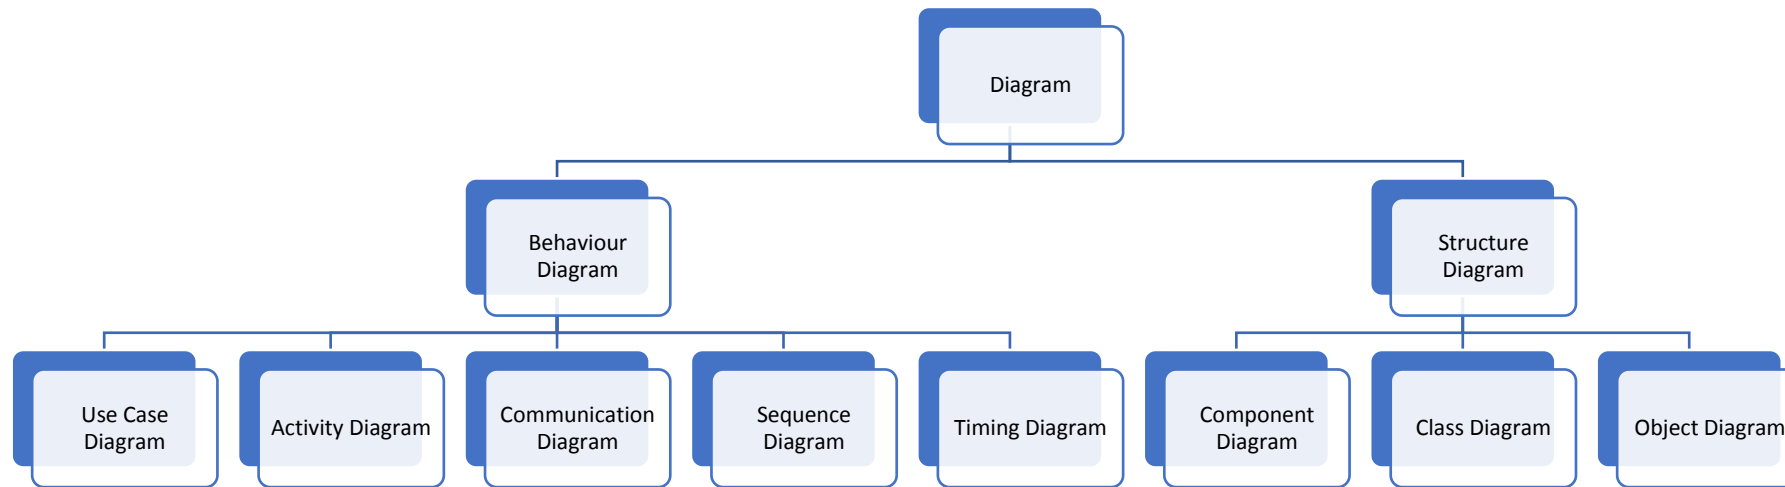 Diagram
Behaviour
Diagram
Structure
Diagram
Use Case
Diagram
Activity Diagram
Communication
Diagram
Sequence
Diagram
Timing Diagram
Component
Diagram
Class Diagram
Object Diagram